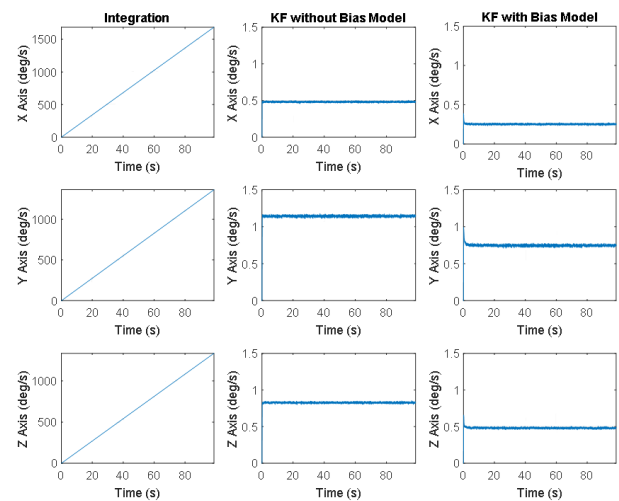 Integration
KF without Bias Model
KF with Bias Model
X Axis (deg/s)
1500
1000
500
0
0 20 40 60 80
Time (s)
X Axis (deg/s)
1.5
1
0.5
0
0 20 40 60 80
Time (s)
X Axis (deg/s)
1.5
1
0.5
0
0 20 40 60 80
Time (s)
Y Axis (deg/s)
1000
500
0
0 20 40 60 80
Time (s)
Y Axis (deg/s)
1.5
1
0.5
0
0 20 40 60 80
Time (s)
Y Axis (deg/s)
1.5
1
0.5
0
0 20 40 60 80
Time (s)
Z Axis (deg/s)
1000
500
0
0 20 40 60 80
Time (s)
Z Axis (deg/s)
1.5
1
0.5
0
0 20 40 60 80
Time (s)
Z Axis (deg/s)
1.5
1
0.5
0
0 20 40 60 80
Time (s)